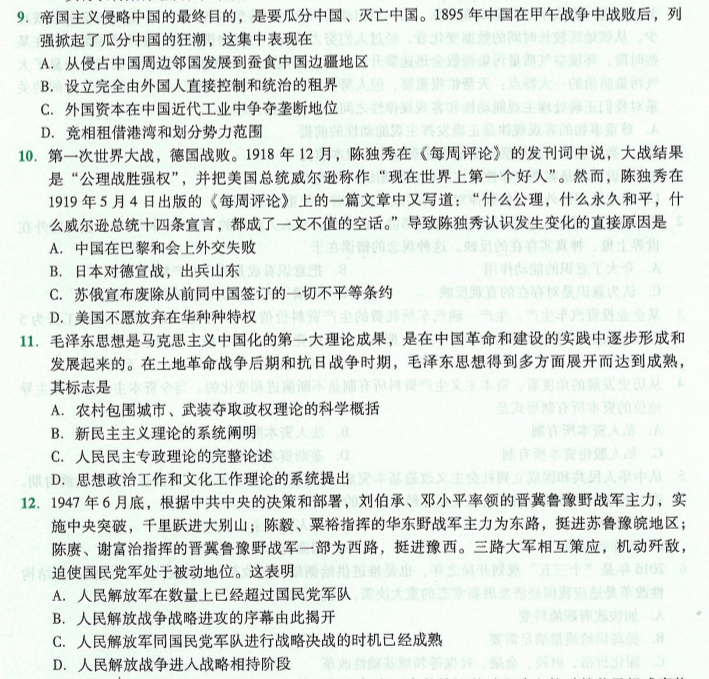 9. 帝国主义侵略中国的最终目的，是要瓜分中国、灭亡中国。1895 年中国在甲午战争中战败后，列
强掀起了瓜分中国的狂潮，这集中表现在
A. 从侵占中国周边邻国发展到蚕食中国边疆地区
B. 设立完全由外国人直接控制和统治的租界
C. 外国资本在中国近代工业中争夺垄断地位
D. 竞相租借港湾和划分势力范围
10. 第一次世界大战，德国战败。1918 年 12 月，陈独秀在《每周评论》的发刊词中说，大战结果
是“公理战胜强权”，并把美国总统威尔逊称作“现在世界上第一个好人”。然而，陈独秀在
1919 年 5 月 4 日出版的《每周评论》上的一篇文章中又写道：“什么公理，什么永久和平，什
么威尔逊总统十四条宣言，都成了一文不值的空话。”导致陈独秀认识发生变化的直接原因是
A. 中国在巴黎和会上外交失败
B. 日本对德宣战，出兵山东
C. 苏俄宣布废除从前同中国签订的一切不平等条约
D. 美国不愿放弃在华种种特权
11. 毛泽东思想是马克思主义中国化的第一大理论成果，是在中国革命和建设的实践中逐步形成和
发展起来的。在土地革命战争后期和抗日战争时期，毛泽东思想得到多方面展开而达到成熟，
其标志是
A. 农村包围城市、武装夺取政权理论的科学概括
B. 新民主主义理论的系统阐明
C. 人民民主专政理论的完整论述
D. 思想政治工作和文化工作理论的系统提出
12. 1947 年 6 月底，根据中共中央的决策和部署，刘伯承、邓小平率领的晋冀鲁豫野战军主力，实
施中央突破，千里跃进大别山；陈毅、粟裕指挥的华东野战军主力为东路，挺进苏鲁豫皖地区；
陈赓、谢富治指挥的晋冀鲁豫野战军一部为西路，挺进豫西。三路大军相互策应，机动歼敌，
迫使国民党军处于被动地位。这表明
A. 人民解放军在数量上已经超过国民党军队
B. 人民解放战争战略进攻的序幕由此揭开
C. 人民解放军同国民党军队进行战略决战的时机已经成熟
D. 人民解放战争进入战略相持阶段